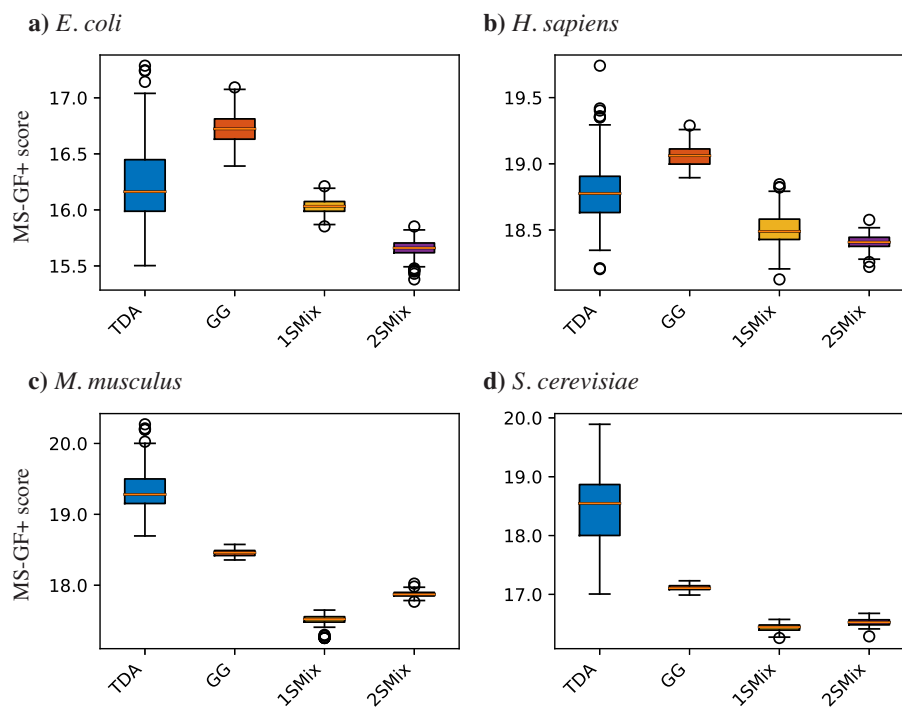 a) E. coli
b) H. sapiens
MS-GF+ score
17.0
16.5
16.0
15.5
TDA
GG
1SMix
2SMix
19.5
19.0
18.5
TDA
GG
1SMix
2SMix
c) M. musculus
d) S. cerevisiae
MS-GF+ score
20.0
19.0
18.0
TDA
GG
1SMix
2SMix
20.0
19.0
18.0
17.0
TDA
GG
1SMix
2SMix